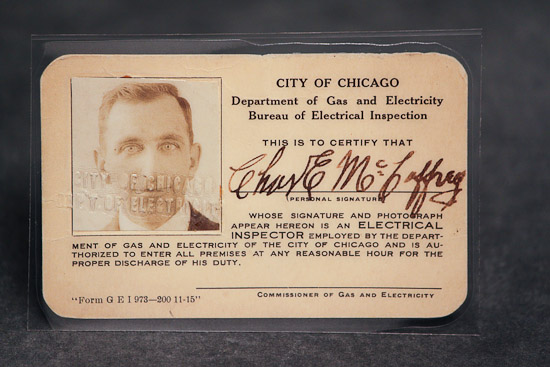 CITY OF CHICAGO
Department of Gas and Electricity
Bureau of Electrical Inspection
THIS IS TO CERTIFY THAT
Chas E McCaffrey
(PERSONAL SIGNATURE)
WHOSE SIGNATURE AND PHOTOGRAPH
APPEAR HEREON IS AN ELECTRICAL
INSPECTOR EMPLOYED BY THE DEPART-
MENT OF GAS AND ELECTRICITY OF THE CITY OF CHICAGO AND IS AU-
THORIZED TO ENTER ALL PREMISES AT ANY REASONABLE HOUR FOR THE
PROPER DISCHARGE OF HIS DUTY.
COMMISSIONER OF GAS AND ELECTRICITY
"Form G E I 973—200 11-15"
CITY OF CHICAGO